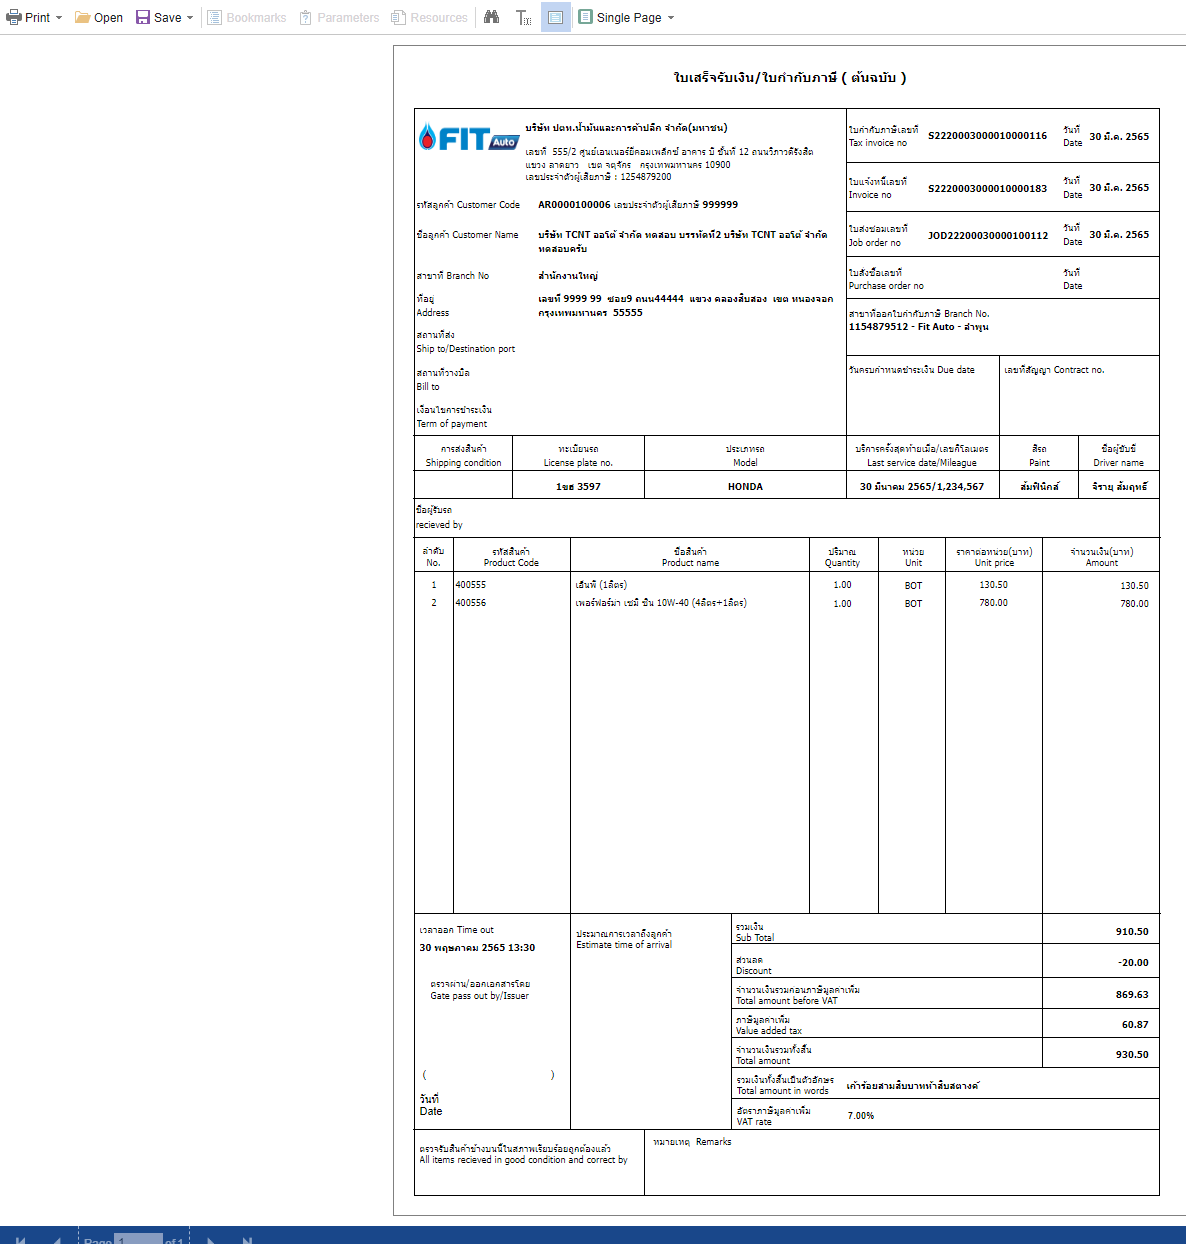 Print Open Save Bookmarks Parameters Resources Single Page
ใบเสร็จรับเงิน/ใบกำกับภาษี ( ต้นฉบับ )
FIT Auto
บริษัท ปตท.น้ำมันและการค้าปลีก จำกัด(มหาชน)
เลขที่ 555/2 ศูนย์เอนเนอร์ยี่คอมเพล็กซ์ อาคาร บี ชั้นที่ 12 ถนนวิภาวดีรังสิต
แขวง ลาดยาว เขต จตุจักร กรุงเทพมหานคร 10900
เลขประจำตัวผู้เสียภาษี : 1254879200
ใบกำกับภาษีเลขที่
Tax invoice no
S2220003000010000116
วันที่
Date
30 มี.ค. 2565
ใบแจ้งหนี้เลขที่
Invoice no
S2220003000010000183
วันที่
Date
30 มี.ค. 2565
รหัสลูกค้า Customer Code AR0000100006 เลขประจำตัวผู้เสียภาษี 999999
ชื่อลูกค้า Customer Name บริษัท TCNT ออโต้ จำกัด ทดสอบ บรรทัดที่2 บริษัท TCNT ออโต้ จำกัด
ทดสอบครับ
ใบส่งซ่อมเลขที่
Job order no
JOD22200030000100112
วันที่
Date
30 มี.ค. 2565
สาขาที่ Branch No สำนักงานใหญ่
ใบสั่งซื้อเลขที่
Purchase order no
วันที่
Date
ที่อยู่
Address
เลขที่ 9999 99 ซอย9 ถนน44444 แขวง คลองสิบสอง เขต หนองจอก
กรุงเทพมหานคร 55555
สาขาที่ออกใบกำกับภาษี Branch No.
1154879512 - Fit Auto - ลำพูน
สถานที่ส่ง
Ship to/Destination port
สถานที่วางบิล
Bill to
เงื่อนไขการชำระเงิน
Term of payment
วันครบกำหนดชำระเงิน Due date
เลขที่สัญญา Contract no.
การส่งสินค้า ทะเบียนรถ ประเภทรถ บริการครั้งสุดท้ายเมื่อ/เลขกิโลเมตร สีรถ ชื่อผู้ขับขี่
Shipping condition License plate no. Model Last service date/Mileague Paint Driver name
1ขฮ 3597 HONDA 30 มีนาคม 2565/1,234,567 ส้มฟีนิกส์ จิรายุ ส้มฤทธิ์
ชื่อผู้รับรถ
recieved by
ลำดับ รหัสสินค้า ชื่อสินค้า ปริมาณ หน่วย ราคาต่อหน่วย(บาท) จำนวนเงิน(บาท)
No. Product Code Product name Quantity Unit Unit price Amount
1 400555 เฮ็นพี (1ลิตร) 1.00 BOT 130.50 130.50
2 400556 เพอร์ฟอร์ม่า เซมิ ซิน 10W-40 (4ลิตร+1ลิตร) 1.00 BOT 780.00 780.00
เวลาออก Time out
30 พฤษภาคม 2565 13:30
ตรวจผ่าน/ออกเอกสารโดย
Gate pass out by/Issuer
( )
วันที่
Date
ประมาณการเวลาถึงลูกค้า
Estimate time of arrival
รวมเงิน
Sub Total
910.50
ส่วนลด
Discount
-20.00
จำนวนเงินรวมก่อนภาษีมูลค่าเพิ่ม
Total amount before VAT
869.63
ภาษีมูลค่าเพิ่ม
Value added tax
60.87
จำนวนเงินรวมทั้งสิ้น
Total amount
930.50
รวมเงินทั้งสิ้นเป็นตัวอักษร
Total amount in words
เก้าร้อยสามสิบบาทห้าสิบสตางค์
อัตราภาษีมูลค่าเพิ่ม
VAT rate
7.00%
ตรวจรับสินค้าข้างบนนี้ในสภาพเรียบร้อยถูกต้องแล้ว
All items recieved in good condition and correct by
หมายเหตุ Remarks
Page 1 of 1